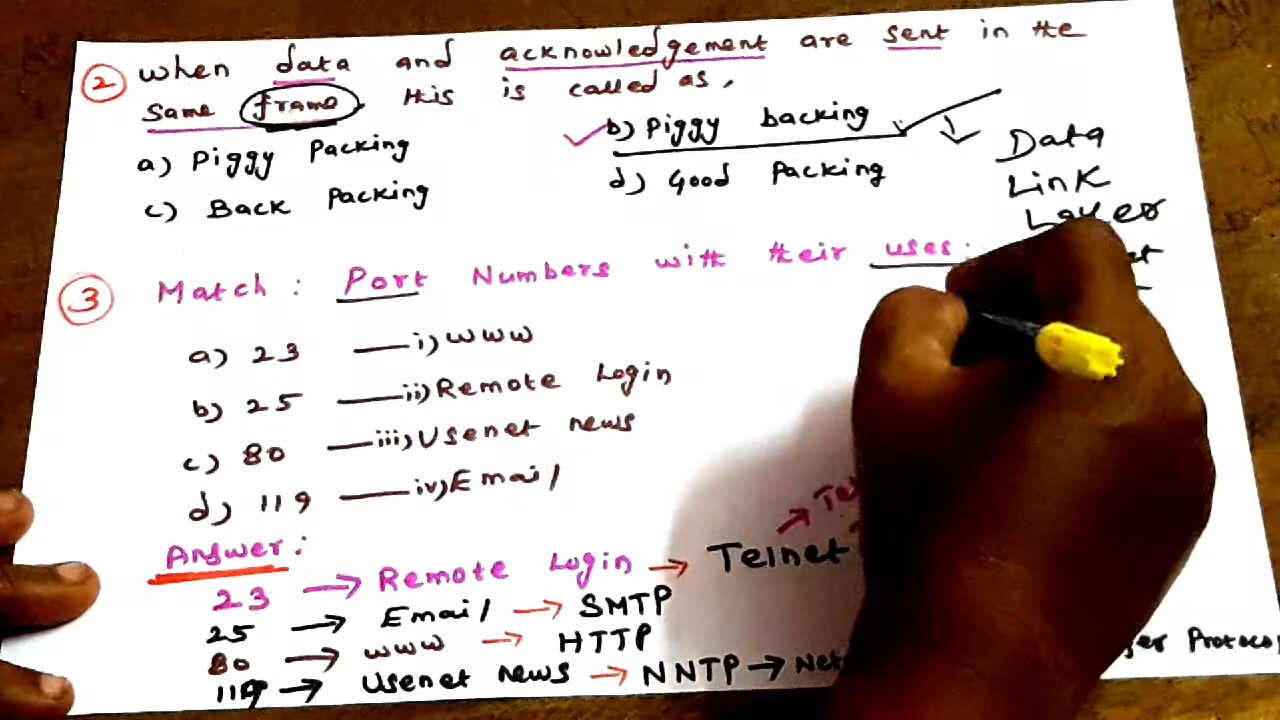 2 When data and acknowledgement are sent in the
same frame, this is called as,
a) Piggy Packing
b) Piggy backing
c) Back Packing
d) Good Packing
Data
Link
Layer
3 Match: Port Numbers with their uses:
a) 23 — i) WWW
b) 25 — ii) Remote Login
c) 80 — iii) Usenet news
d) 119 — iv) Email
Answer:
23 → Remote Login → Telnet →
25 → Email → SMTP
80 → WWW → HTTP
119 → Usenet news → NNTP → Protocol